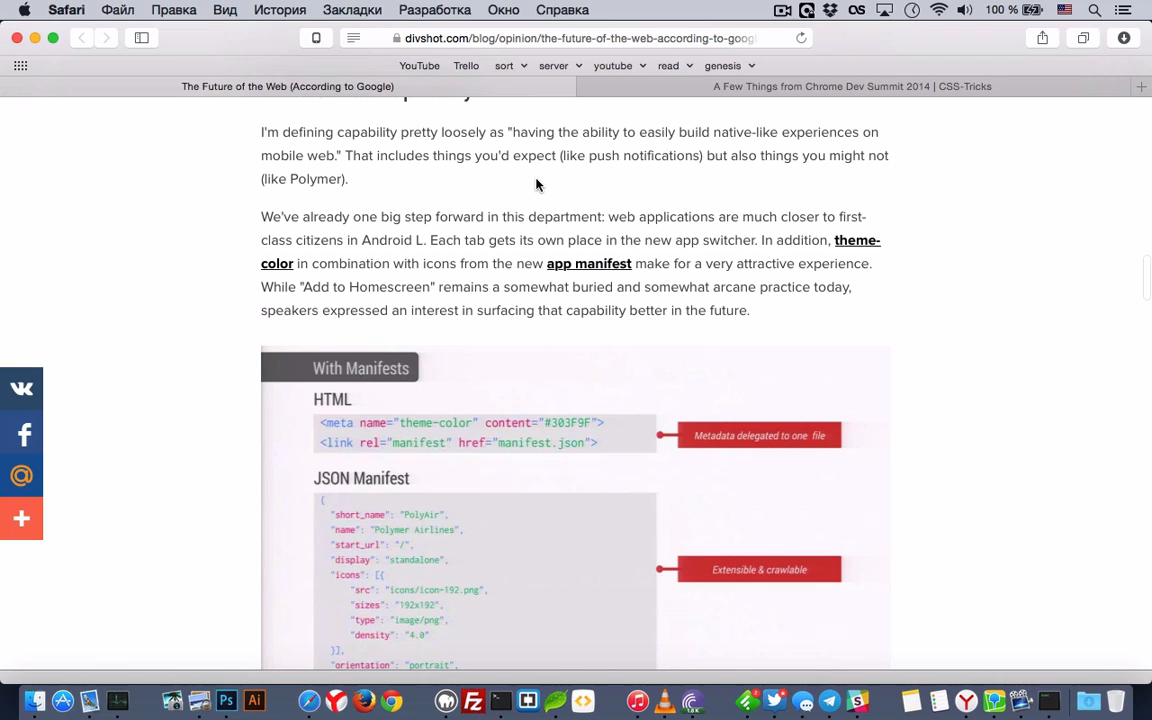 Safari Файл Правка Вид История Закладки Разработка Окно Справка 100 %
divshot.com/blog/opinion/the-future-of-the-web-according-to-goog
YouTube Trello sort server youtube read genesis
The Future of the Web (According to Google) A Few Things from Chrome Dev Summit 2014 | CSS-Tricks
I'm defining capability pretty loosely as "having the ability to easily build native-like experiences on
mobile web." That includes things you'd expect (like push notifications) but also things you might not
(like Polymer).
We've already one big step forward in this department: web applications are much closer to first-
class citizens in Android L. Each tab gets its own place in the new app switcher. In addition, theme-
color in combination with icons from the new app manifest make for a very attractive experience.
While "Add to Homescreen" remains a somewhat buried and somewhat arcane practice today,
speakers expressed an interest in surfacing that capability better in the future.
With Manifests
HTML
<meta name="theme-color" content="#303F9F">
<link rel="manifest" href="manifest.json">
Metadata delegated to one file
JSON Manifest
{
"short_name": "PolyAir",
"name": "Polymer Airlines",
"start_url": "/",
"display": "standalone",
"icons": [{
"src": "icons/icon-192.png",
"sizes": "192x192",
"type": "image/png",
"density": "4.0"
}],
"orientation": "portrait",
Extensible & crawlable